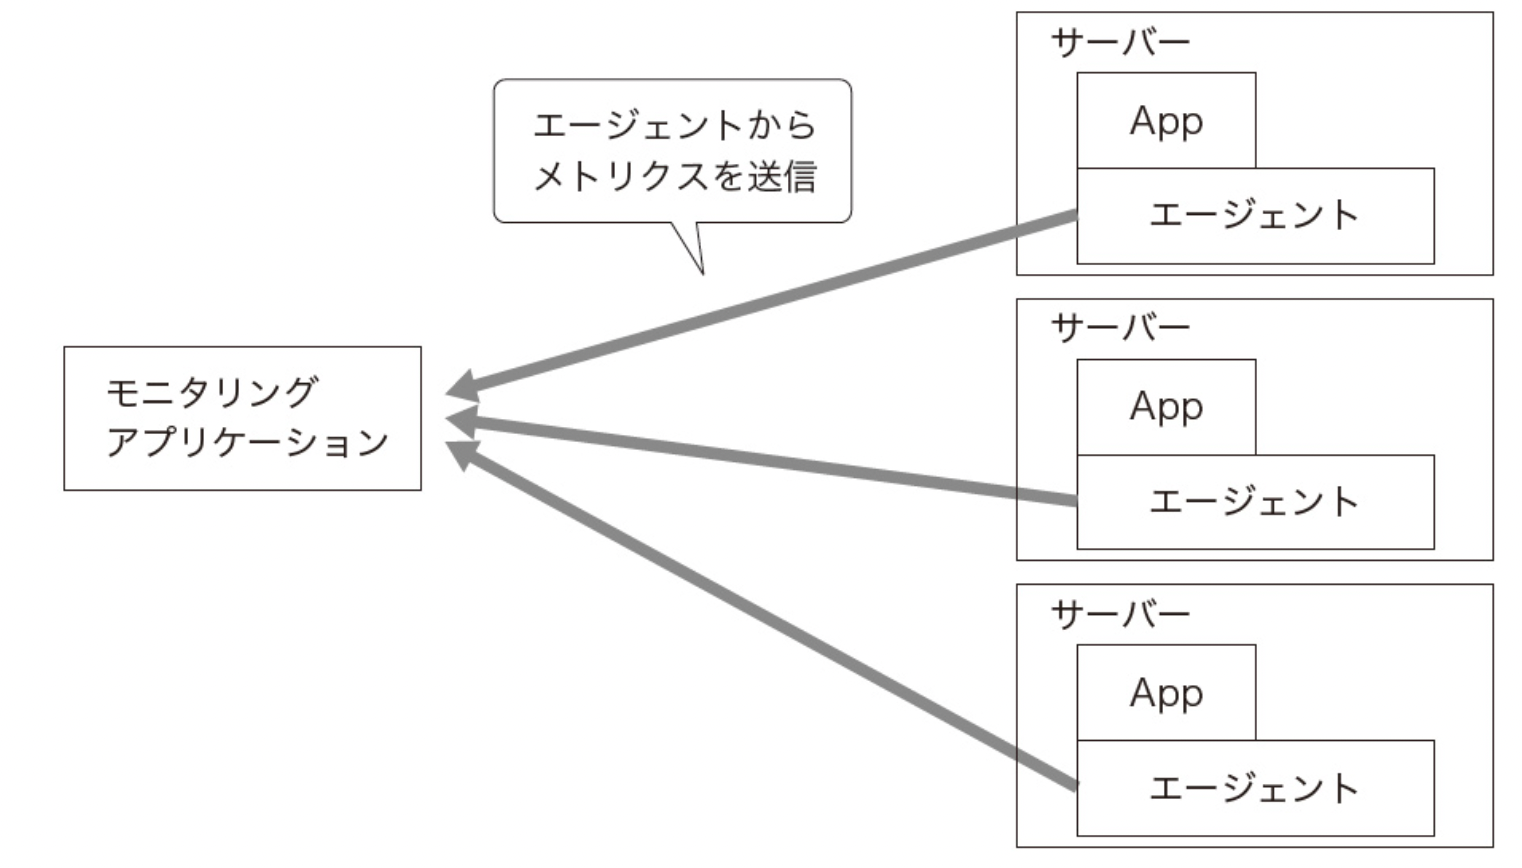 サーバー
App
エージェント
エージェントから
メトリクスを送信
サーバー
App
エージェント
モニタリング
アプリケーション
サーバー
App
エージェント